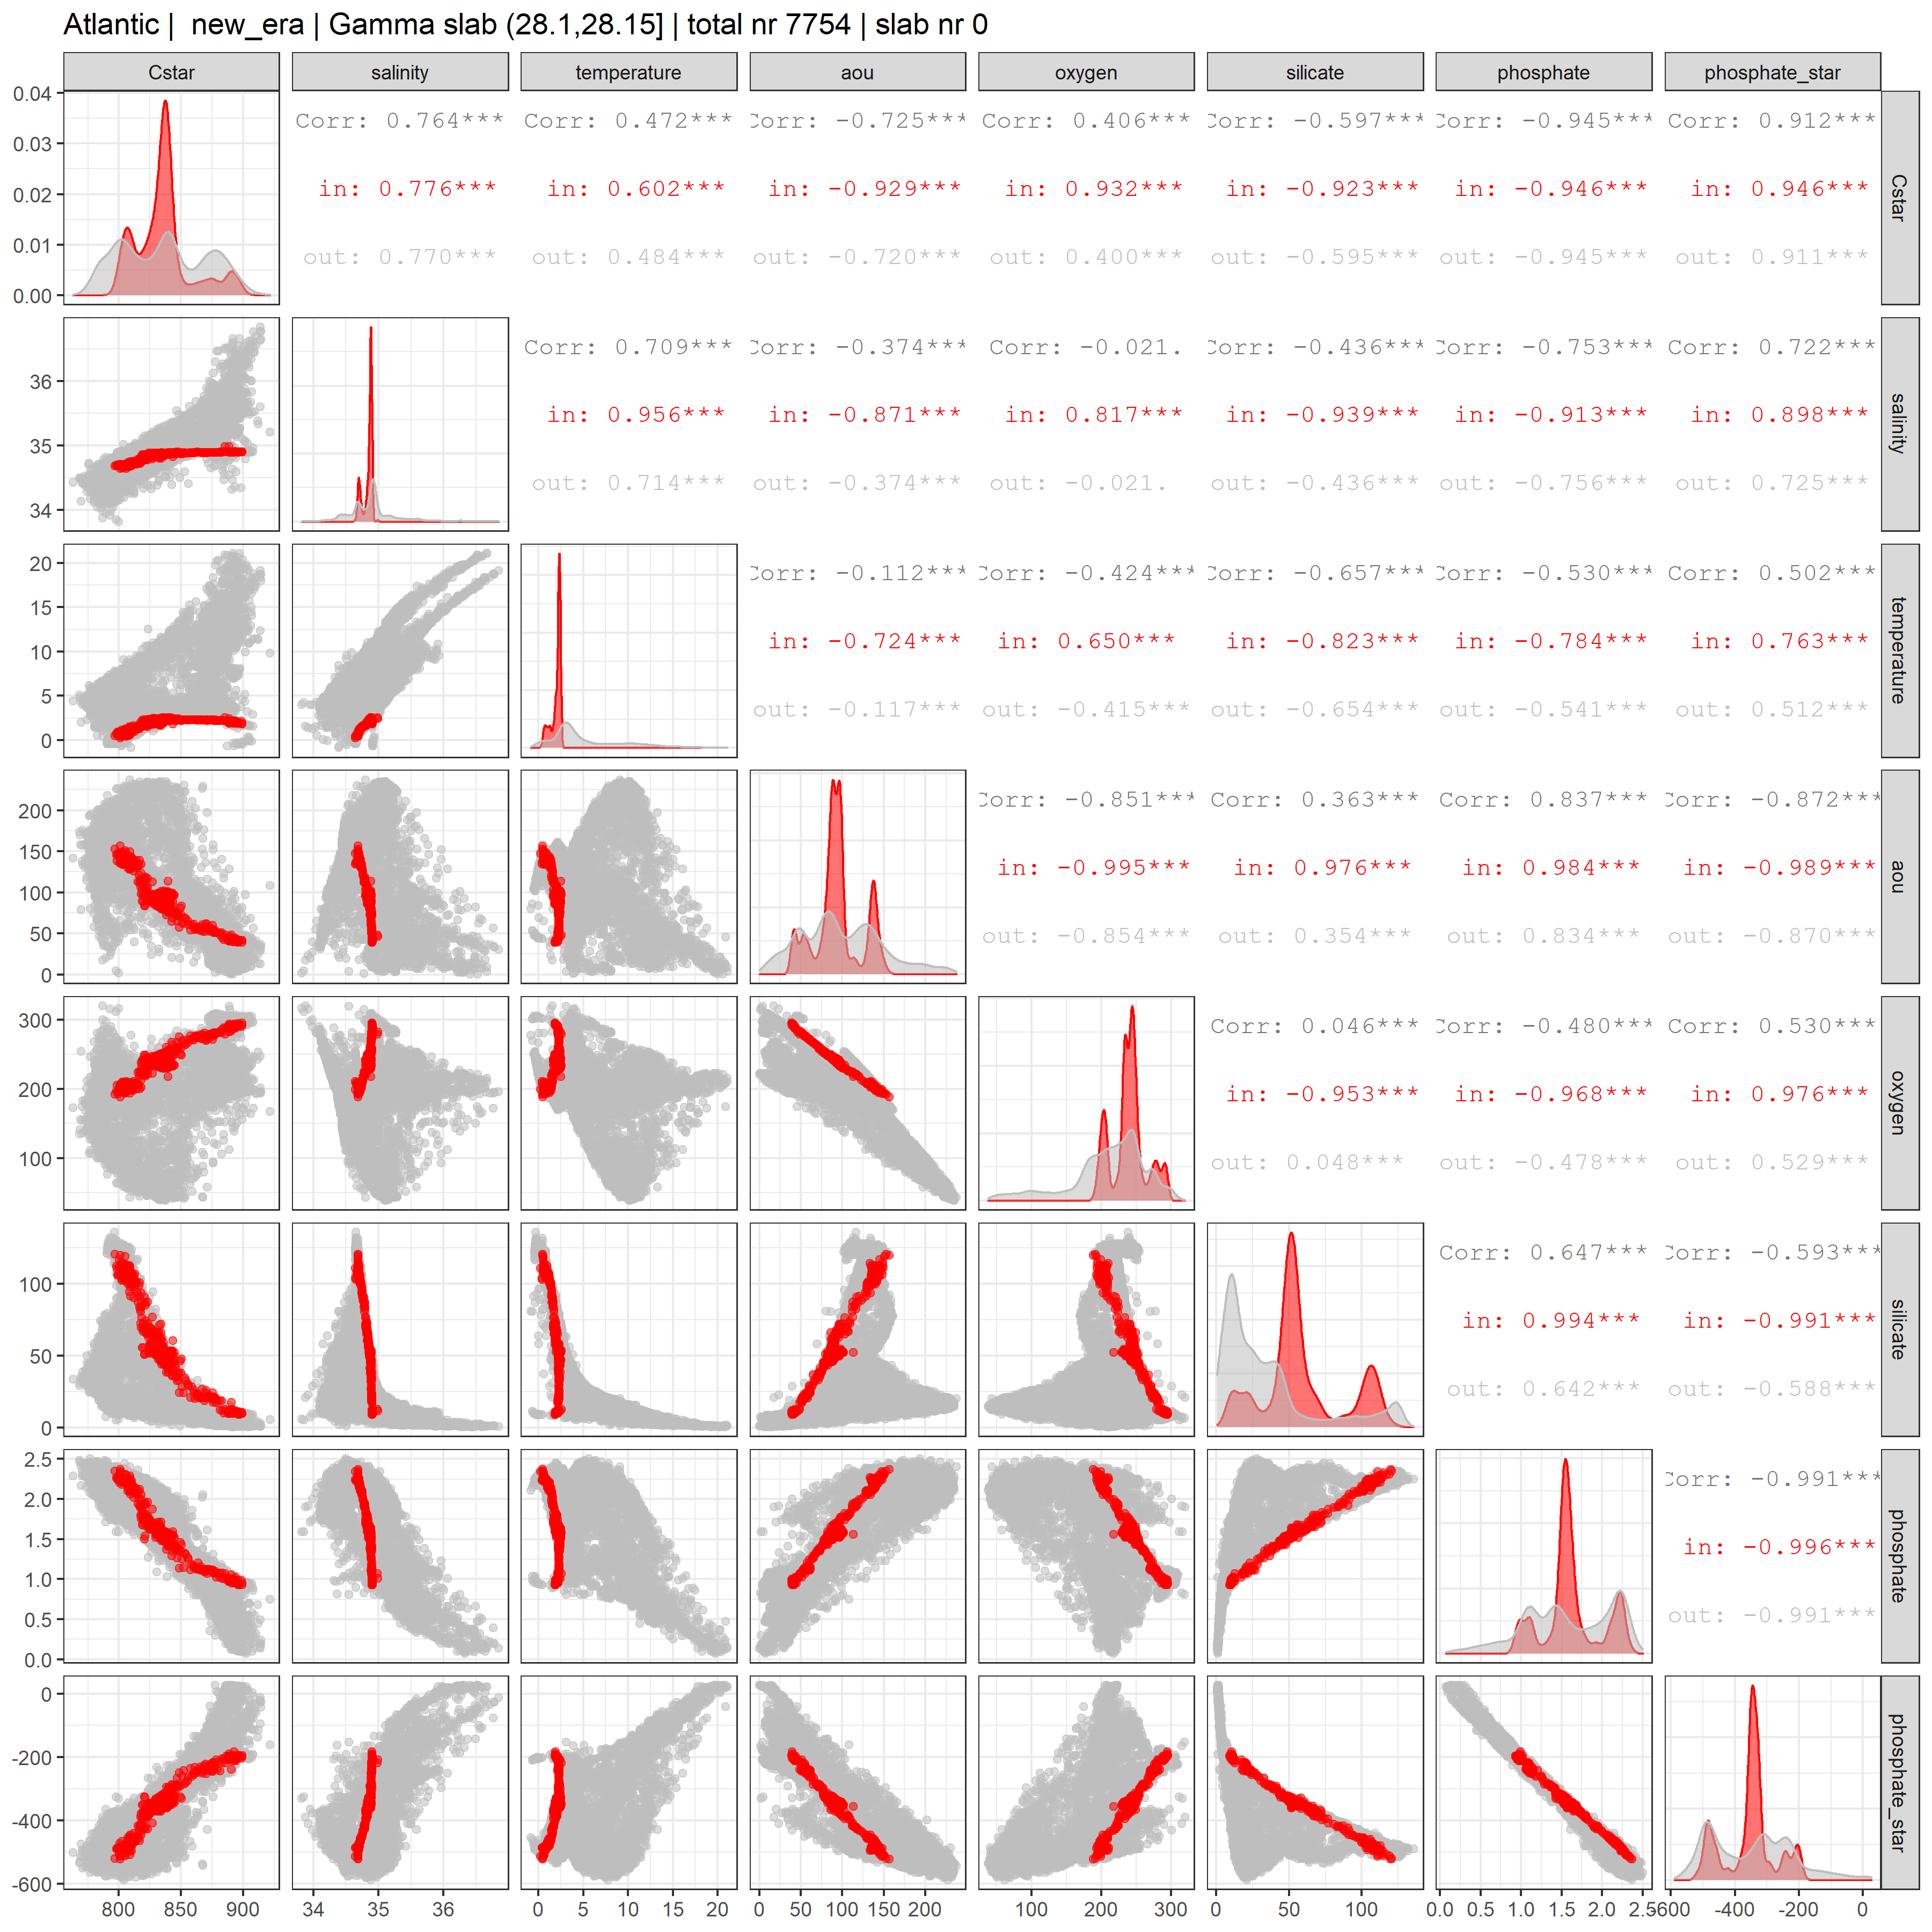 Atlantic |  new_era | Gamma slab (28.1,28.15] | total nr 7754 | slab nr 0
Cstar salinity temperature aou oxygen silicate phosphate phosphate_star
0.04
0.03
0.02
0.01
0.00
Corr: 0.764*** Corr: 0.472*** Corr: -0.725*** Corr: 0.406*** Corr: -0.597*** Corr: -0.945*** Corr: 0.912***
in: 0.776*** in: 0.602*** in: -0.929*** in: 0.932*** in: -0.923*** in: -0.946*** in: 0.946***
out: 0.770*** out: 0.484*** out: -0.720*** out: 0.400*** out: -0.595*** out: -0.945*** out: 0.911***
Cstar
36
35
34
Corr: 0.709*** Corr: -0.374*** Corr: -0.021. Corr: -0.436*** Corr: -0.753*** Corr: 0.722***
in: 0.956*** in: -0.871*** in: 0.817*** in: -0.939*** in: -0.913*** in: 0.898***
out: 0.714*** out: -0.374*** out: -0.021. out: -0.436*** out: -0.756*** out: 0.725***
salinity
20
15
10
5
0
Corr: -0.112*** Corr: -0.424*** Corr: -0.657*** Corr: -0.530*** Corr: 0.502***
in: -0.724*** in: 0.650*** in: -0.823*** in: -0.784*** in: 0.763***
out: -0.117*** out: -0.415*** out: -0.654*** out: -0.541*** out: 0.512***
temperature
200
150
100
50
0
Corr: -0.851*** Corr: 0.363*** Corr: 0.837*** Corr: -0.872***
in: -0.995*** in: 0.976*** in: 0.984*** in: -0.989***
out: -0.854*** out: 0.354*** out: 0.834*** out: -0.870***
aou
300
200
100
Corr: 0.046*** Corr: -0.480*** Corr: 0.530***
in: -0.953*** in: -0.968*** in: 0.976***
out: 0.048*** out: -0.478*** out: 0.529***
oxygen
100
50
0
Corr: 0.647*** Corr: -0.593***
in: 0.994*** in: -0.991***
out: 0.642*** out: -0.588***
silicate
2.5
2.0
1.5
1.0
0.5
0.0
Corr: -0.991***
in: -0.996***
out: -0.991***
phosphate
0
-200
-400
-600
phosphate_star
800 850 900 34 35 36 0 5 10 15 20 0 50 100 150 200 100 200 300 0 50 100 0.0 0.5 1.0 1.5 2.0 2.5 -600 -400 -200 0